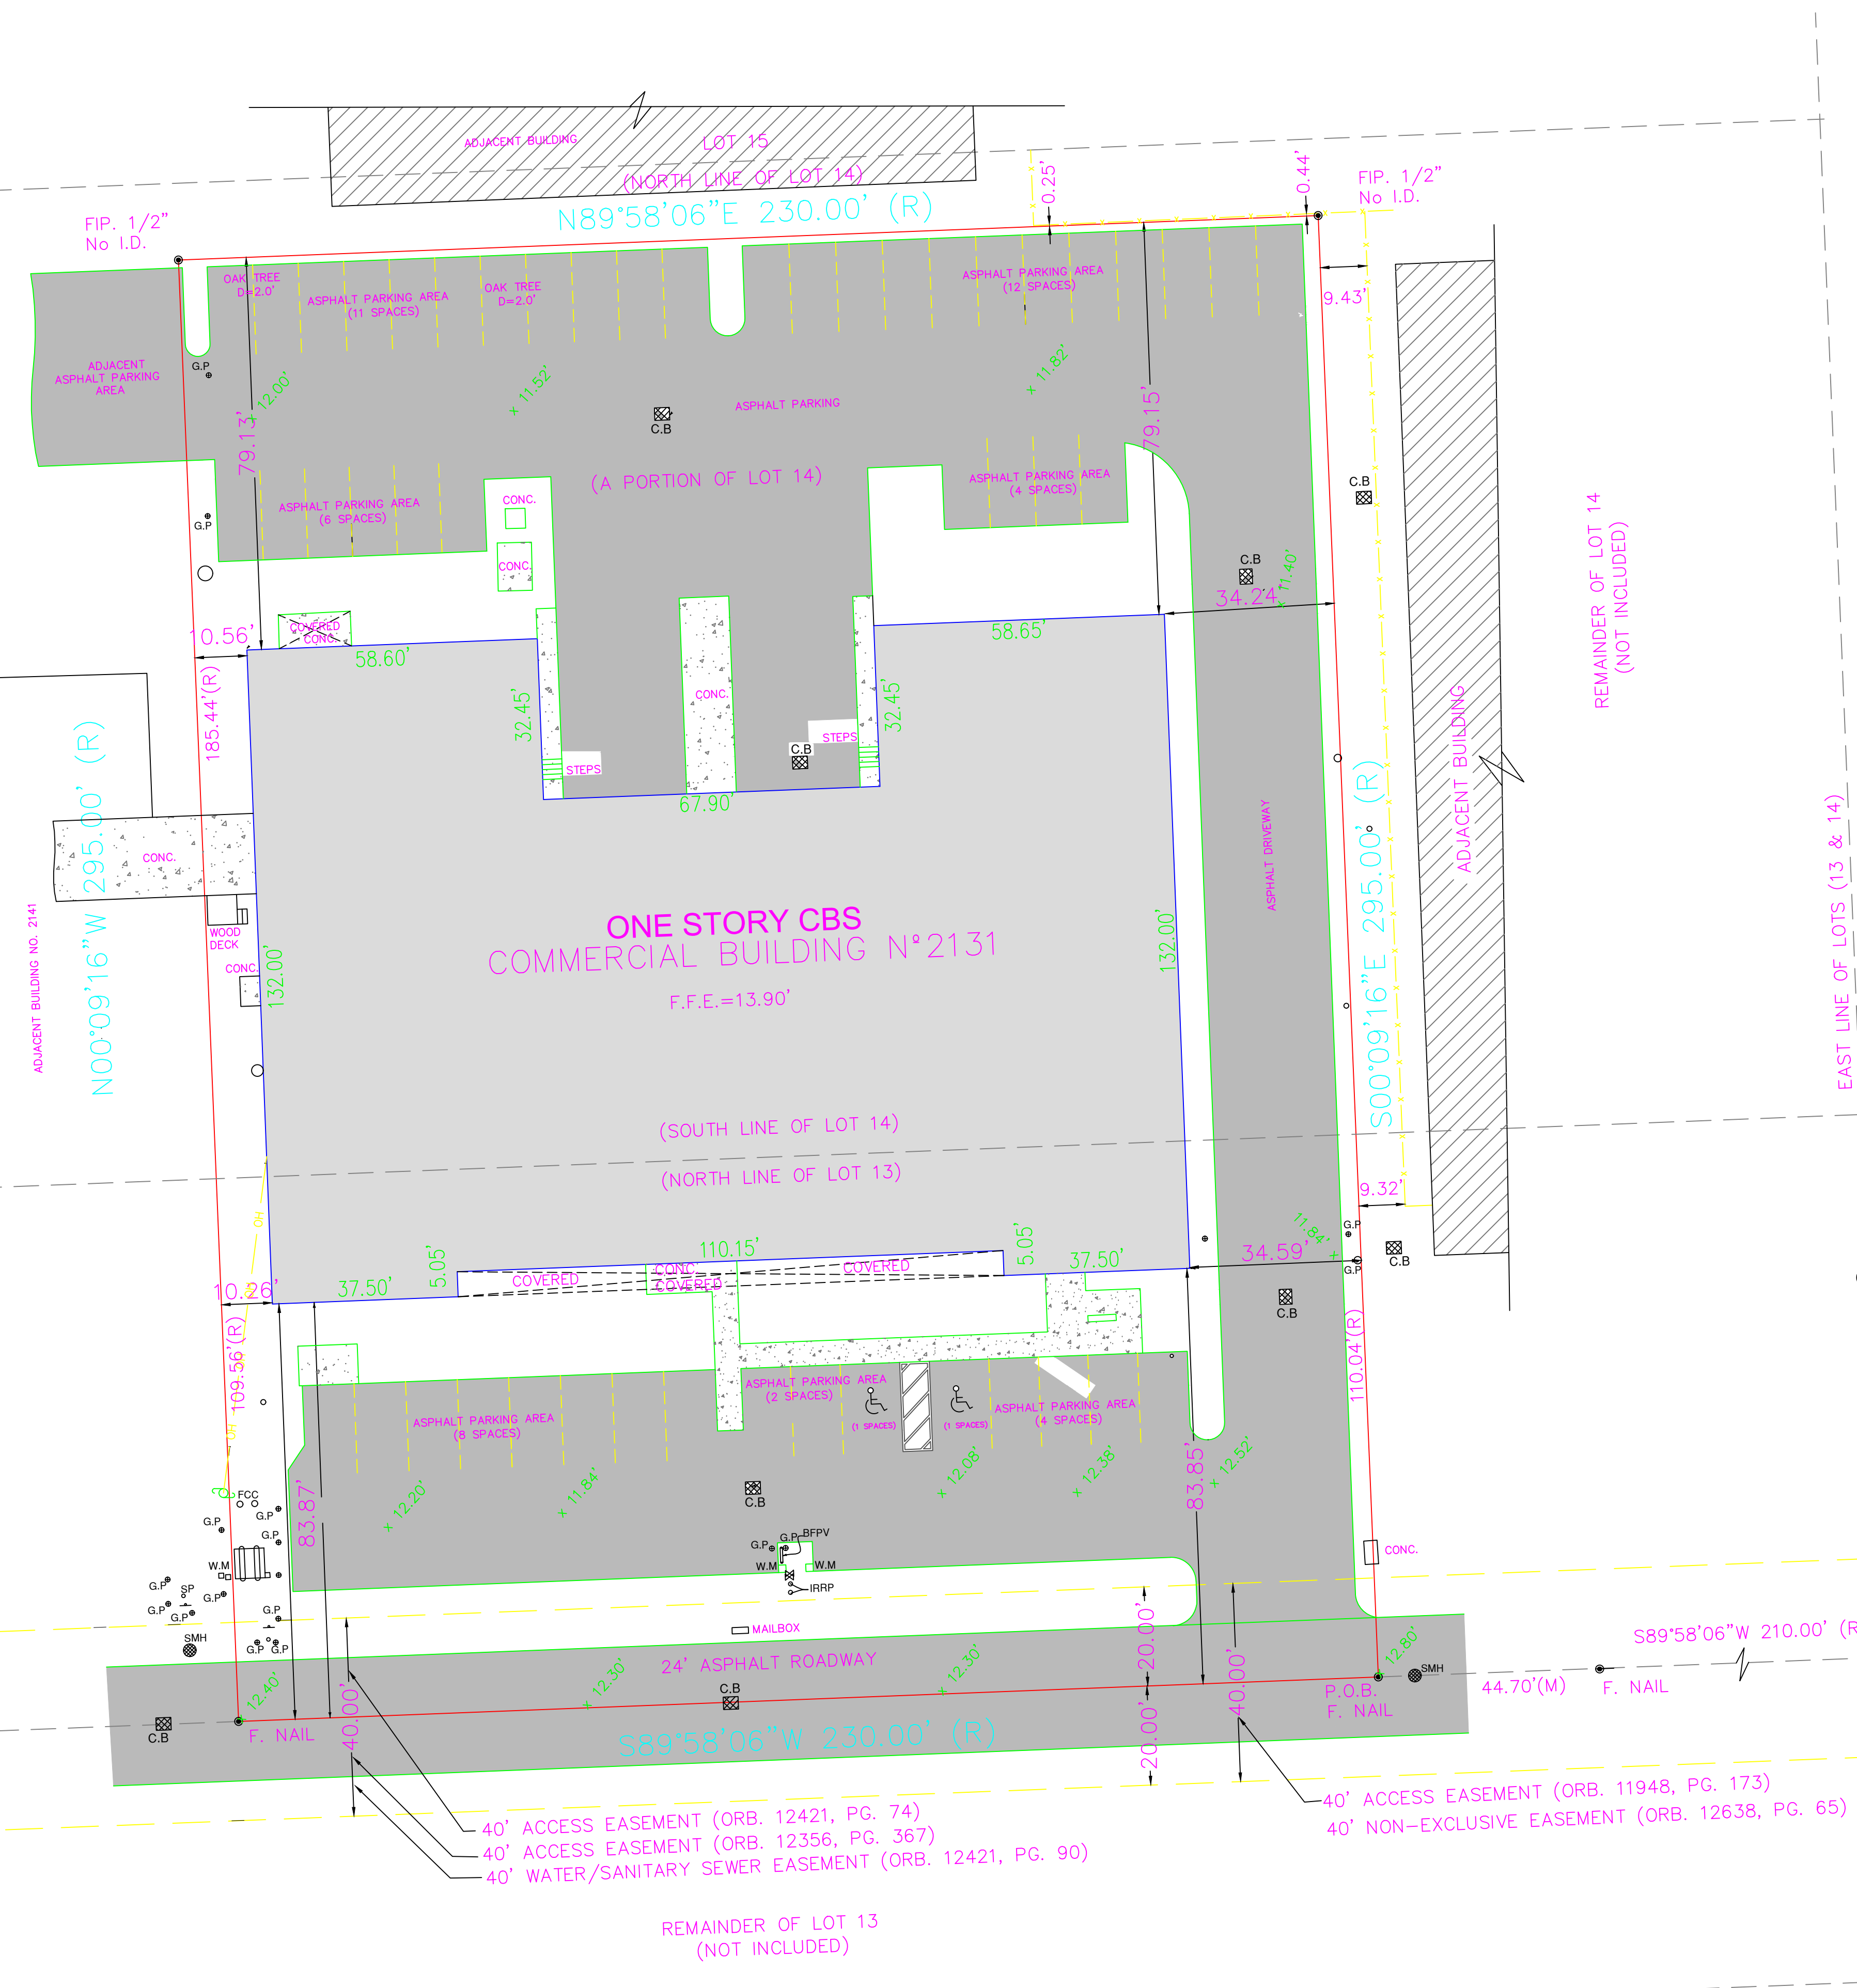 ADJACENT BUILDING
LOT 15
(NORTH LINE OF LOT 14)
N89°58'06"E 230.00' (R)
0.25'
0.44'
FIP. 1/2"
No I.D.
FIP. 1/2"
No I.D.
9.43'
OAK TREE
D=2.0'
ASPHALT PARKING AREA
(11 SPACES)
OAK TREE
D=2.0'
ASPHALT PARKING AREA
(12 SPACES)
ADJACENT
ASPHALT PARKING
AREA
G.P
x 12.00'
x 11.52'
x 11.82'
79.13'
C.B
ASPHALT PARKING
79.15'
(A PORTION OF LOT 14)
ASPHALT PARKING AREA
(6 SPACES)
CONC.
CONC.
ASPHALT PARKING AREA
(4 SPACES)
G.P
C.B
C.B
x 11.40'
34.24'
REMAINDER OF LOT 14
(NOT INCLUDED)
COVERED
CONC.
10.56'
58.60'
58.65'
185.44'(R)
32.45'
CONC.
32.45'
STEPS
STEPS
C.B
67.90'
ADJACENT BUILDING
N00°09'16"W 295.00' (R)
CONC.
ASPHALT DRIVEWAY
S00°09'16"E 295.00' (R)
EAST LINE OF LOTS (13 & 14)
ADJACENT BUILDING NO. 2141
WOOD
DECK
CONC.
132.00'
ONE STORY CBS
COMMERCIAL BUILDING Nº2131
F.F.E.=13.90'
132.00'
(SOUTH LINE OF LOT 14)
(NORTH LINE OF LOT 13)
9.32'
OH
5.05'
110.15'
5.05'
37.50'
COVERED
CONC.
COVERED
COVERED
37.50'
34.59'
11.84' x
G.P
G.P
C.B
C.B
10.26'
109.56'(R)
110.04'(R)
OH
ASPHALT PARKING AREA
(8 SPACES)
ASPHALT PARKING AREA
(2 SPACES)
(1 SPACES)
(1 SPACES)
ASPHALT PARKING AREA
(4 SPACES)
x 12.20'
x 11.84'
x 12.08'
x 12.38'
x 12.52'
83.87'
83.85'
C.B
FCC
G.P
G.P
W.M
G.P
SP
G.P
G.P
G.P
G.P
SMH
G.P
G.P
G.P
G.P
BFPV
W.M
W.M
IRRP
CONC.
MAILBOX
24' ASPHALT ROADWAY
20.00'
40.00'
x 12.40'
x 12.30'
x 12.30'
x 12.80'
C.B
C.B
SMH
S89°58'06"W 210.00' (R
44.70'(M)
F. NAIL
P.O.B.
F. NAIL
F. NAIL
40.00'
S89°58'06"W 230.00' (R)
20.00'
40' ACCESS EASEMENT (ORB. 12421, PG. 74)
40' ACCESS EASEMENT (ORB. 12356, PG. 367)
40' WATER/SANITARY SEWER EASEMENT (ORB. 12421, PG. 90)
40' ACCESS EASEMENT (ORB. 11948, PG. 173)
40' NON-EXCLUSIVE EASEMENT (ORB. 12638, PG. 65)
REMAINDER OF LOT 13
(NOT INCLUDED)